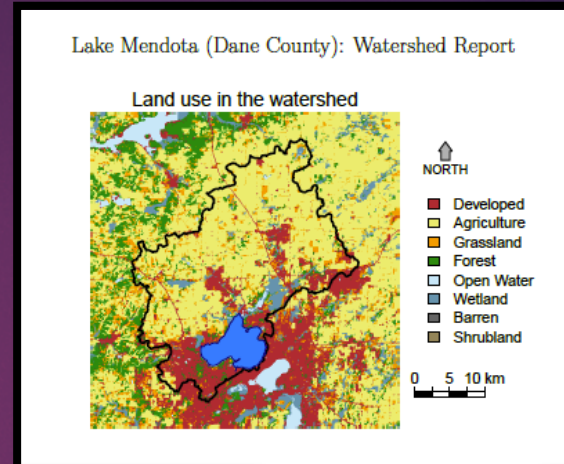 Lake Mendota (Dane County): Watershed Report
Land use in the watershed
NORTH
Developed
Agriculture
Grassland
Forest
Open Water
Wetland
Barren
Shrubland
0 5 10 km